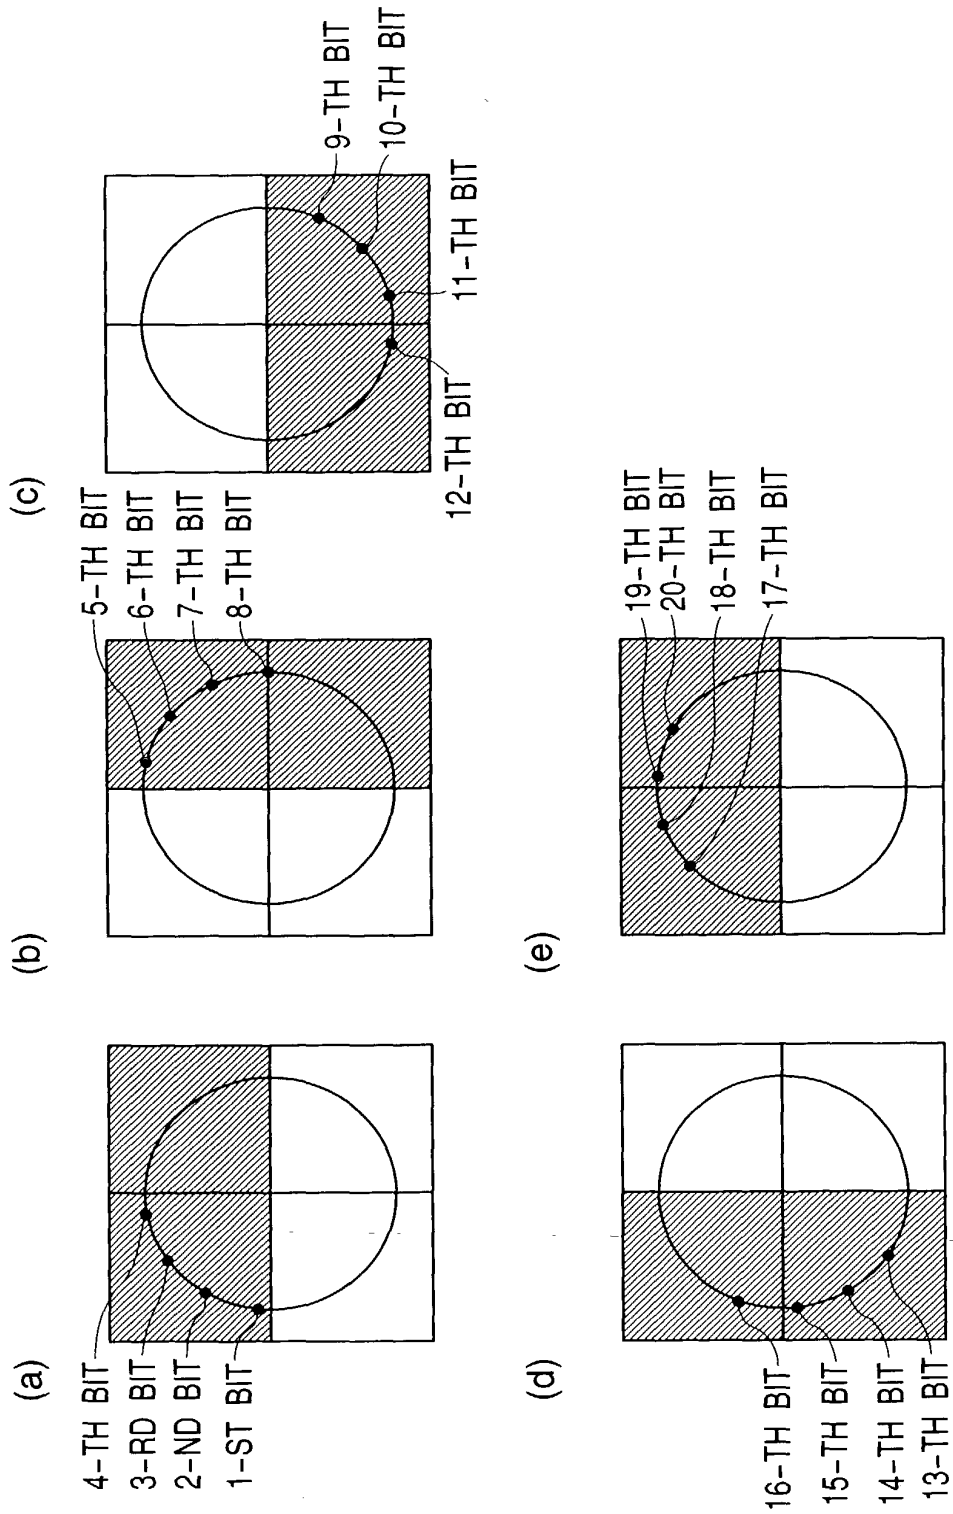 (a)
4-TH BIT
3-RD BIT
2-ND BIT
1-ST BIT
(b)
5-TH BIT
6-TH BIT
7-TH BIT
8-TH BIT
(c)
9-TH BIT
10-TH BIT
11-TH BIT
12-TH BIT
(d)
16-TH BIT
15-TH BIT
14-TH BIT
13-TH BIT
(e)
19-TH BIT
20-TH BIT
18-TH BIT
17-TH BIT